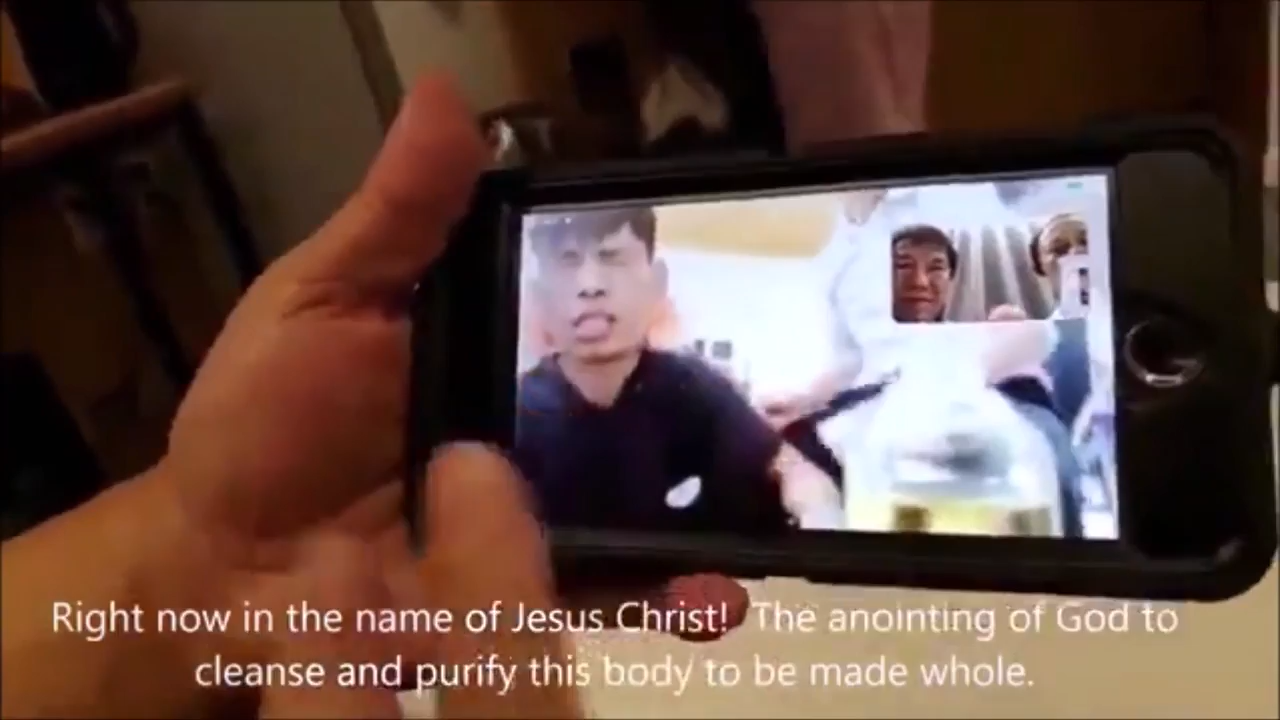 Right now in the name of Jesus Christ!  The anointing of God to
cleanse and purify this body to be made whole.